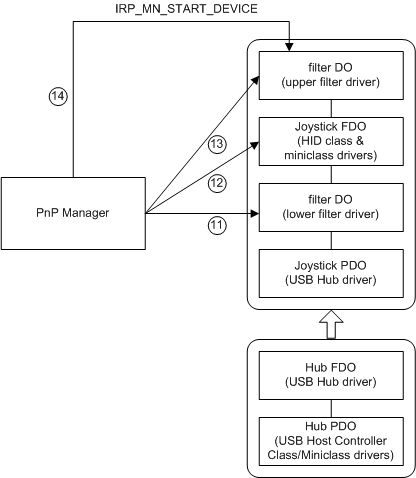 IRP_MN_START_DEVICE
14
filter DO
(upper filter driver)
13
Joystick FDO
(HID class &
miniclass drivers)
12
PnP Manager
11
filter DO
(lower filter driver)
Joystick PDO
(USB Hub driver)
Hub FDO
(USB Hub driver)
Hub PDO
(USB Host Controller
Class/Miniclass drivers)